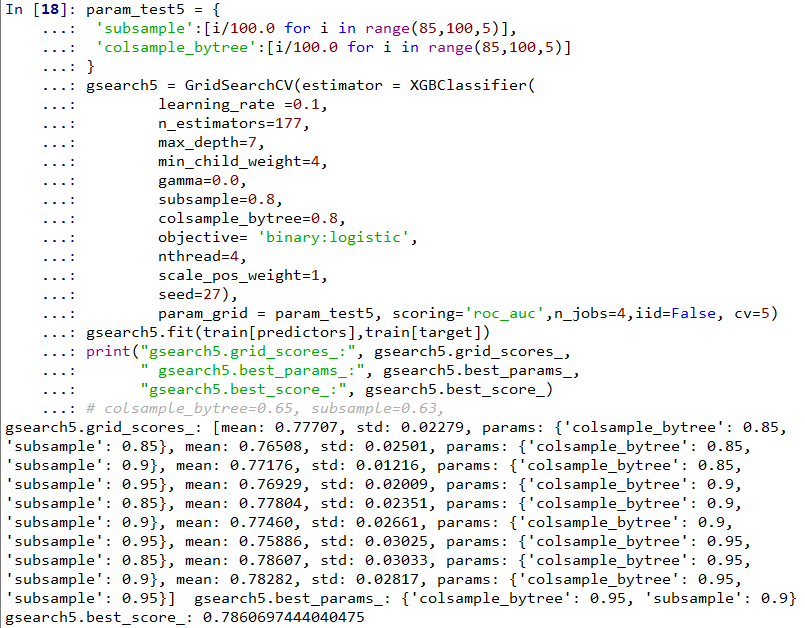 In [18]: param_test5 = {
    ...:  'subsample':[i/100.0 for i in range(85,100,5)],
    ...:  'colsample_bytree':[i/100.0 for i in range(85,100,5)]
    ...: }
    ...: gsearch5 = GridSearchCV(estimator = XGBClassifier(
    ...:         learning_rate =0.1,
    ...:         n_estimators=177,
    ...:         max_depth=7,
    ...:         min_child_weight=4,
    ...:         gamma=0.0,
    ...:         subsample=0.8,
    ...:         colsample_bytree=0.8,
    ...:         objective= 'binary:logistic',
    ...:         nthread=4,
    ...:         scale_pos_weight=1,
    ...:         seed=27),
    ...:         param_grid = param_test5, scoring='roc_auc',n_jobs=4,iid=False, cv=5)
    ...: gsearch5.fit(train[predictors],train[target])
    ...: print("gsearch5.grid_scores_:", gsearch5.grid_scores_,
    ...:       " gsearch5.best_params_:", gsearch5.best_params_,
    ...:       "gsearch5.best_score_:", gsearch5.best_score_)
    ...: # colsample_bytree=0.65, subsample=0.63,
gsearch5.grid_scores_: [mean: 0.77707, std: 0.02279, params: {'colsample_bytree': 0.85,
'subsample': 0.85}, mean: 0.76508, std: 0.02501, params: {'colsample_bytree': 0.85,
'subsample': 0.9}, mean: 0.77176, std: 0.01216, params: {'colsample_bytree': 0.85,
'subsample': 0.95}, mean: 0.76929, std: 0.02009, params: {'colsample_bytree': 0.9,
'subsample': 0.85}, mean: 0.77804, std: 0.02351, params: {'colsample_bytree': 0.9,
'subsample': 0.9}, mean: 0.77460, std: 0.02661, params: {'colsample_bytree': 0.9,
'subsample': 0.95}, mean: 0.75886, std: 0.03025, params: {'colsample_bytree': 0.95,
'subsample': 0.85}, mean: 0.78607, std: 0.03033, params: {'colsample_bytree': 0.95,
'subsample': 0.9}, mean: 0.78282, std: 0.02817, params: {'colsample_bytree': 0.95,
'subsample': 0.95}]  gsearch5.best_params_: {'colsample_bytree': 0.95, 'subsample': 0.9}
gsearch5.best_score_: 0.7860697444040475